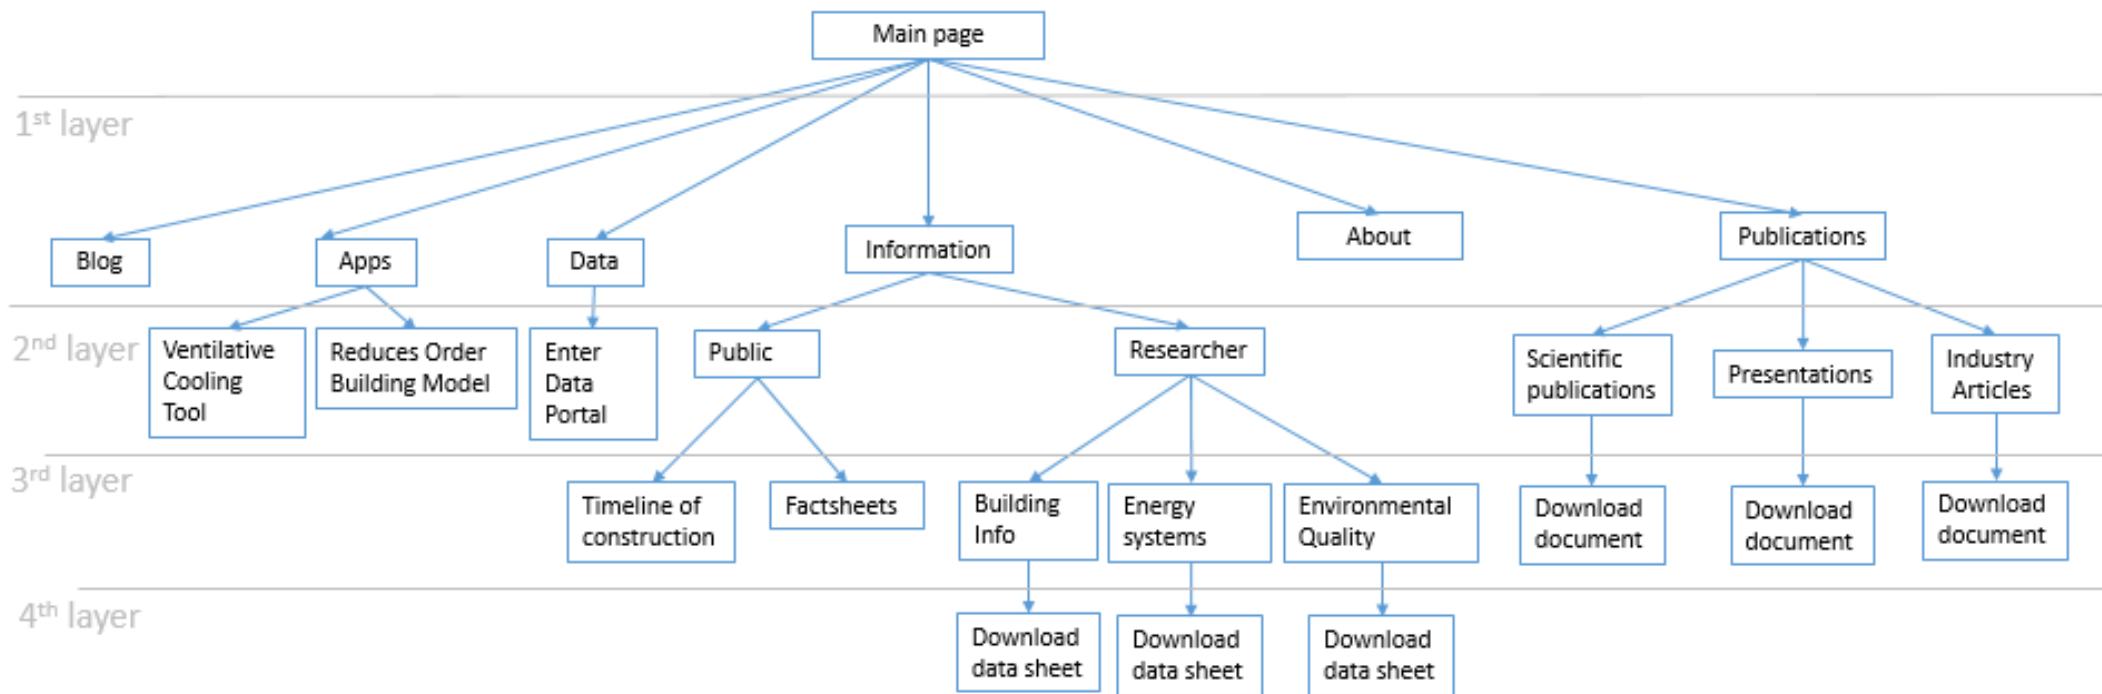 Main page
1st layer
Blog
Apps
Data
Information
About
Publications
2nd layer
Ventilative
Cooling
Tool
Reduces Order
Building Model
Enter
Data
Portal
Public
Researcher
Scientific
publications
Presentations
Industry
Articles
3rd layer
Timeline of
construction
Factsheets
Building
Info
Energy
systems
Environmental
Quality
Download
document
Download
document
Download
document
4th layer
Download
data sheet
Download
data sheet
Download
data sheet